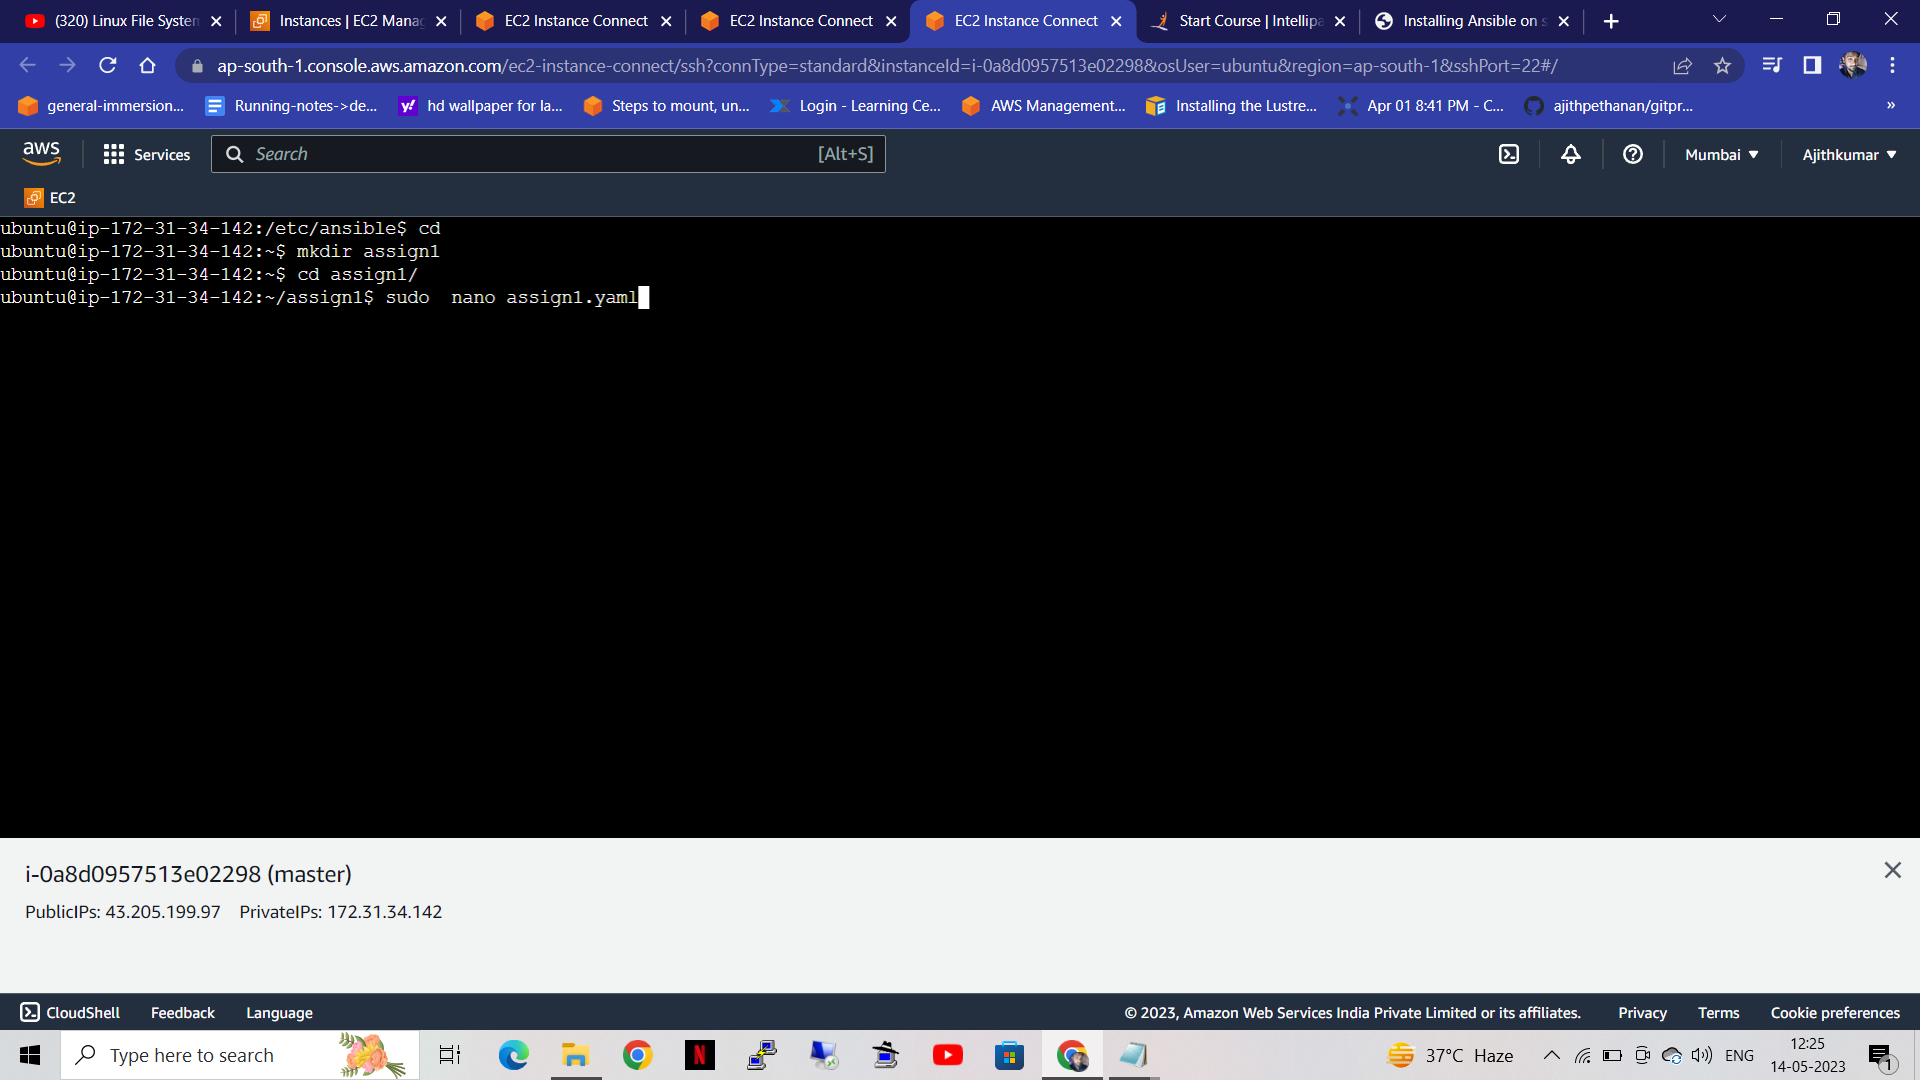 (320) Linux File System
Instances | EC2 Manag
EC2 Instance Connect
EC2 Instance Connect
EC2 Instance Connect
Start Course | Intellipa
Installing Ansible on s
ap-south-1.console.aws.amazon.com/ec2-instance-connect/ssh?connType=standard&instanceId=i-0a8d0957513e02298&osUser=ubuntu&region=ap-south-1&sshPort=22#/
general-immersion...
Running-notes->de...
hd wallpaper for la...
Steps to mount, un...
Login - Learning Ce...
AWS Management...
Installing the Lustre...
Apr 01 8:41 PM - C...
ajithpethanan/gitpr...
»
aws
Services
Search
[Alt+S]
Mumbai
Ajithkumar
EC2
ubuntu@ip-172-31-34-142:/etc/ansible$ cd
ubuntu@ip-172-31-34-142:~$ mkdir assign1
ubuntu@ip-172-31-34-142:~$ cd assign1/
ubuntu@ip-172-31-34-142:~/assign1$ sudo  nano assign1.yaml
i-0a8d0957513e02298 (master)
PublicIPs: 43.205.199.97 PrivateIPs: 172.31.34.142
CloudShell
Feedback
Language
© 2023, Amazon Web Services India Private Limited or its affiliates.
Privacy
Terms
Cookie preferences
Type here to search
37°C Haze
ENG
12:25
14-05-2023
1